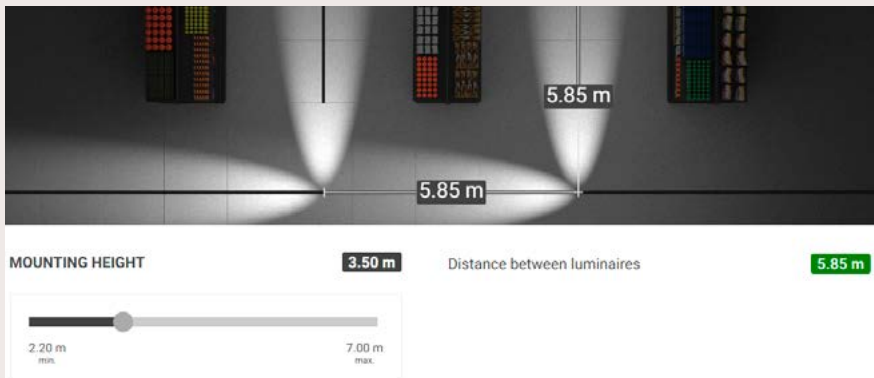 5.85 m
5.85 m
MOUNTING HEIGHT 3.50 m
Distance between luminaires 5.85 m
2.20 m 7.00 m
min. max.